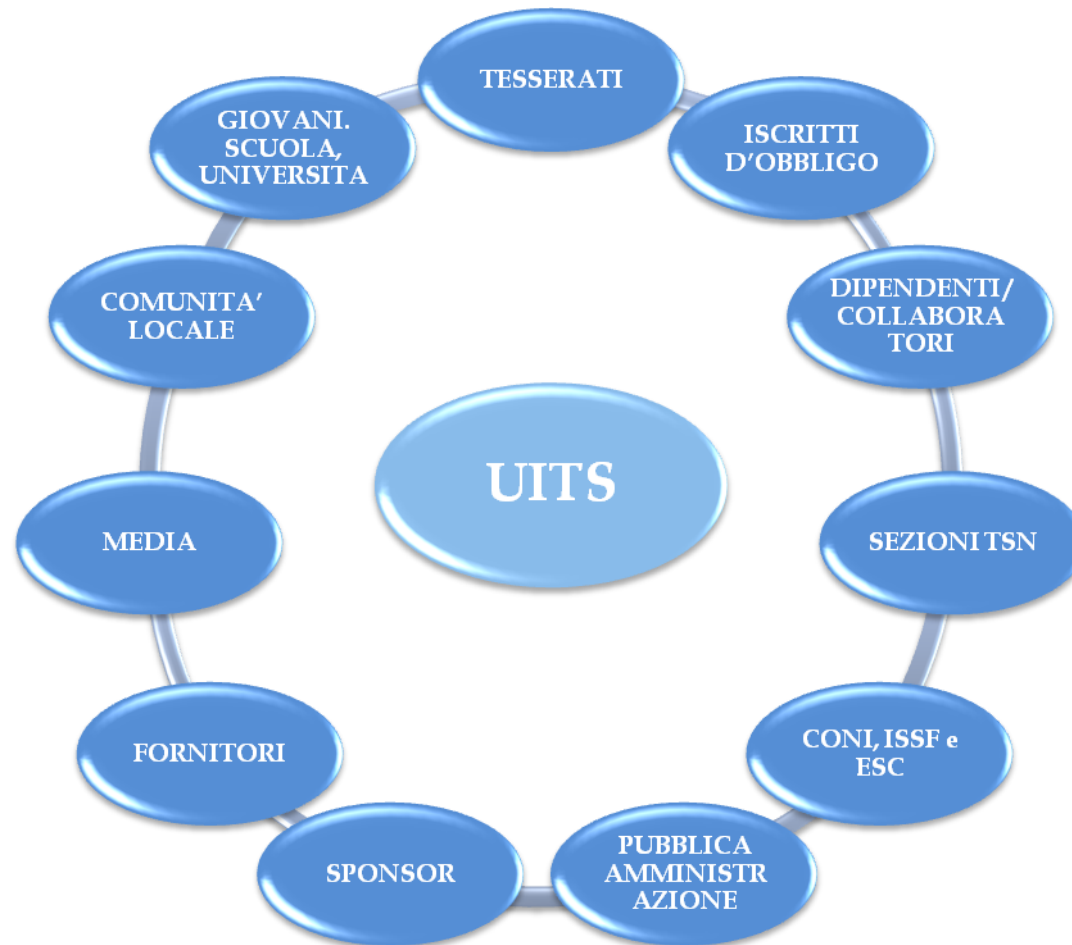 TESSERATI
ISCRITTI
D’OBBLIGO
DIPENDENTI/
COLLABORA
TORI
SEZIONI TSN
CONI, ISSF e
ESC
PUBBLICA
AMMINISTR
AZIONE
SPONSOR
FORNITORI
MEDIA
COMUNITA’
LOCALE
GIOVANI.
SCUOLA,
UNIVERSITA
UITS